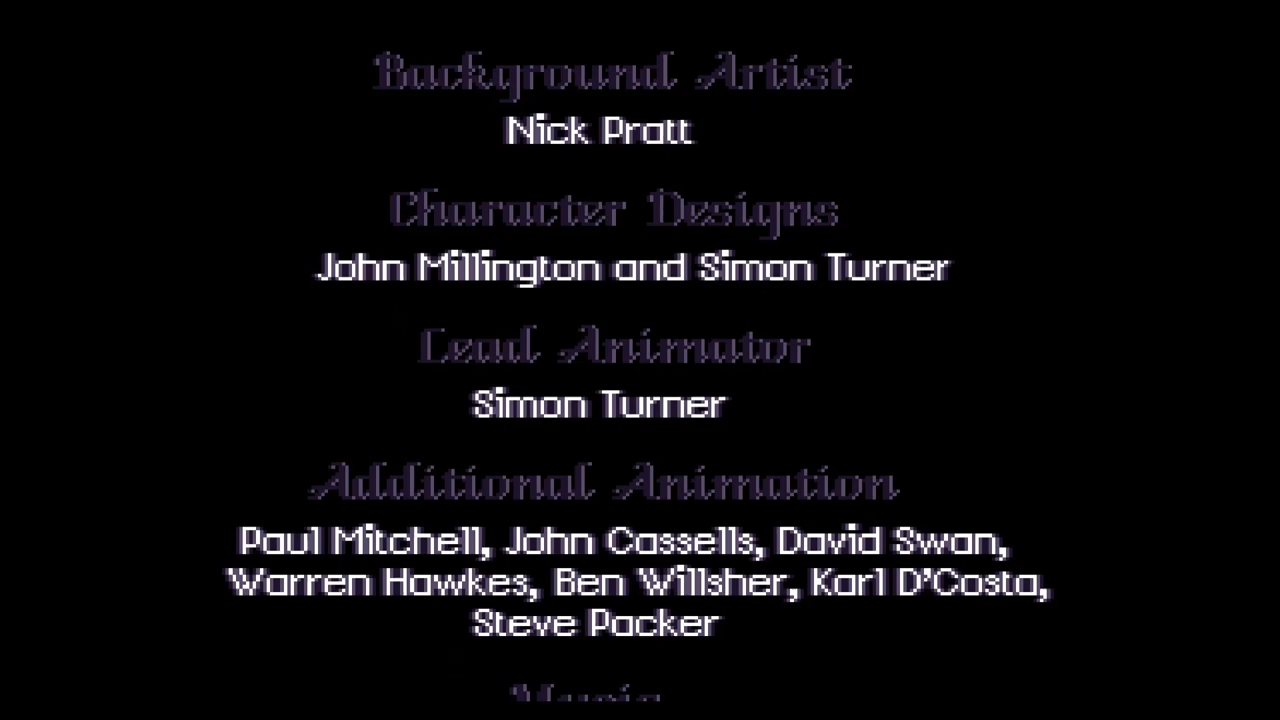 Background Artist
Nick Pratt
Character Designs
John Millington and Simon Turner
Lead Animator
Simon Turner
Additional Animation
Paul Mitchell, John Cassells, David Swan,
Warren Hawkes, Ben Willsher, Karl D'Costa,
Steve Packer
Music